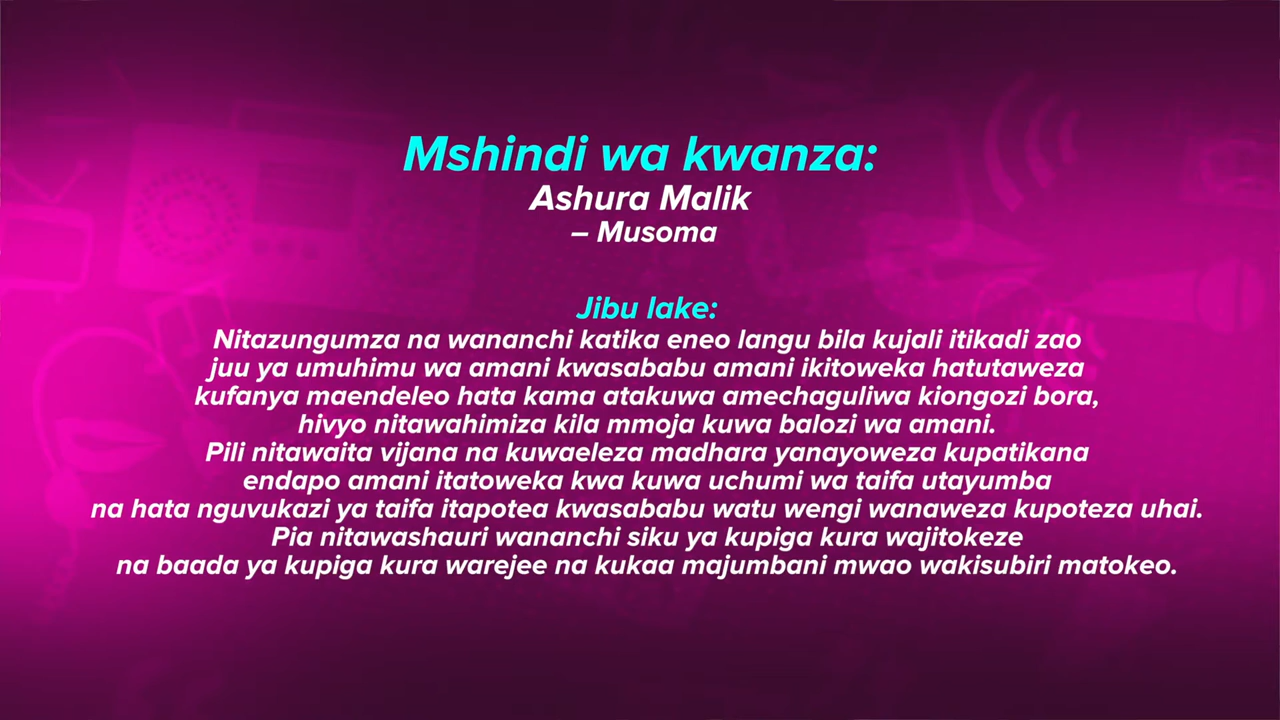 Mshindi wa kwanza:
Ashura Malik
– Musoma
Jibu lake:
Nitazungumza na wananchi katika eneo langu bila kujali itikadi zao
juu ya umuhimu wa amani kwasababu amani ikitoweka hatutaweza
kufanya maendeleo hata kama atakuwa amechaguliwa kiongozi bora,
hivyo nitawahimiza kila mmoja kuwa balozi wa amani.
Pili nitawaita vijana na kuwaeleza madhara yanayoweza kupatikana
endapo amani itatoweka kwa kuwa uchumi wa taifa utayumba
na hata nguvukazi ya taifa itapotea kwasababu watu wengi wanaweza kupoteza uhai.
Pia nitawashauri wananchi siku ya kupiga kura wajitokeze
na baada ya kupiga kura warejee na kukaa majumbani mwao wakisubiri matokeo.